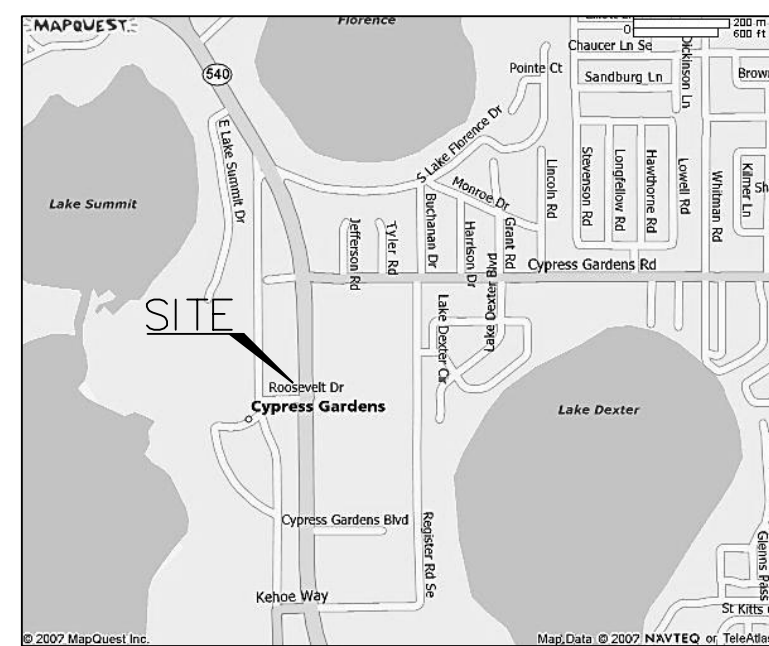 MAPQUEST
Florence
0
200 m
600 ft
540
Chaucer Ln Se
Dickinson Ln
Pointe Ct
Sandburg Ln
E Lake Summit Dr
S Lake Florence Dr
Lake Summit
Monroe Dr
Lincoln Rd
Stevenson Rd
Longfellow Rd
Hawthorne Rd
Lowell Rd
Whitman Rd
Kilmer Ln
Sh
Jefferson Rd
Tyler Rd
Buchanan Dr
Harrison Dr
Grant Rd
Cypress Gardens Rd
Lake Dexter Blvd
Lake Dexter Cir
SITE
Roosevelt Dr
Cypress Gardens
Lake Dexter
Cypress Gardens Blvd
Register Rd Se
Glenns Pass
Kehoe Way
St Kitts
© 2007 MapQuest Inc.
Map Data © 2007 NAVTEQ or TeleAtlas